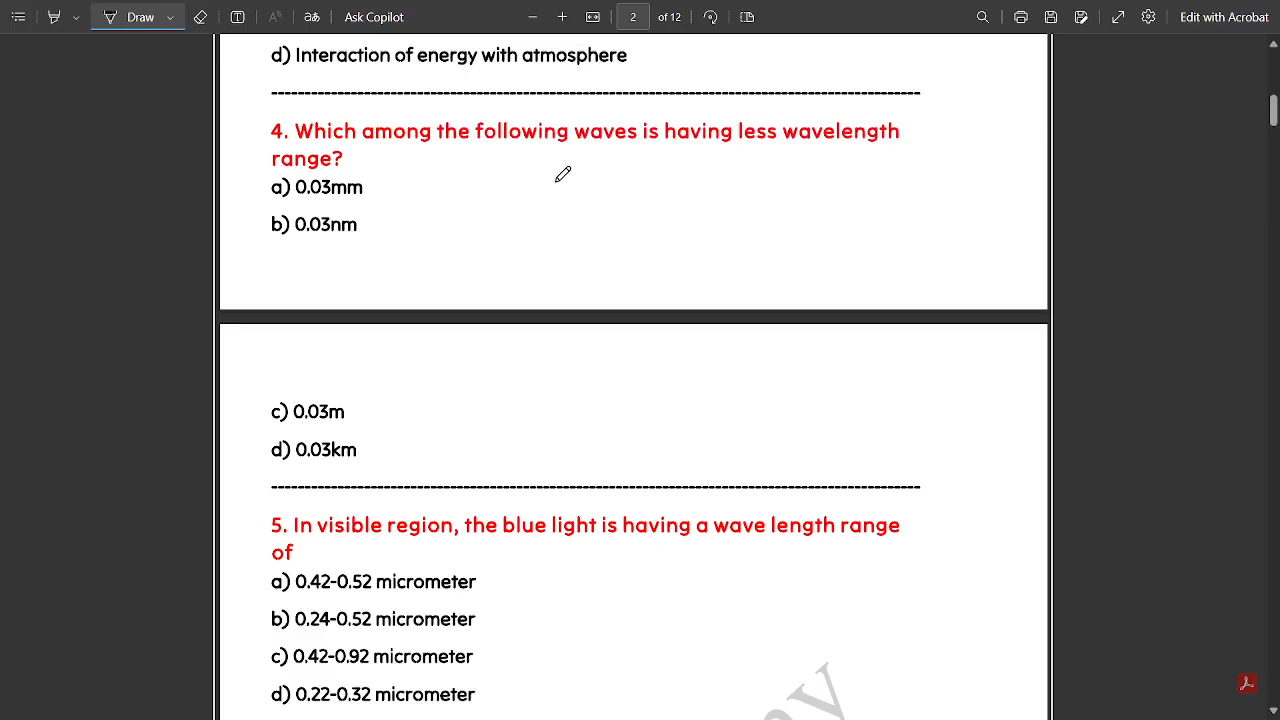 Draw
Ask Copilot
2
of 12
Edit with Acrobat
d) Interaction of energy with atmosphere
--------------------------------------------------------------------------------------------------
4. Which among the following waves is having less wavelength
range?
a) 0.03mm
b) 0.03nm
c) 0.03m
d) 0.03km
--------------------------------------------------------------------------------------------------
5. In visible region, the blue light is having a wave length range
of
a) 0.42-0.52 micrometer
b) 0.24-0.52 micrometer
c) 0.42-0.92 micrometer
d) 0.22-0.32 micrometer